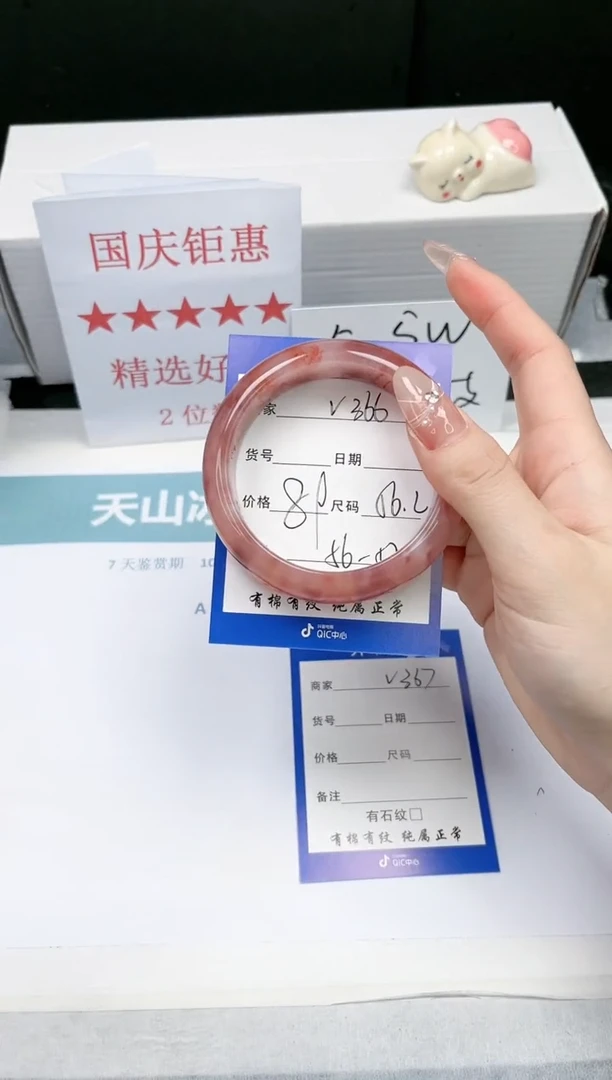 国庆钜惠
★★★★★
精选好
2位
5W
天山冰
7天鉴赏期 10
A
家 V366
货号 日期
价格 尺码 56.2
有棉有纹 纯属正常
QIC中心
商家 V367
货号 日期
价格 尺码
备注
有石纹□
有棉有纹 纯属正常
QIC中心